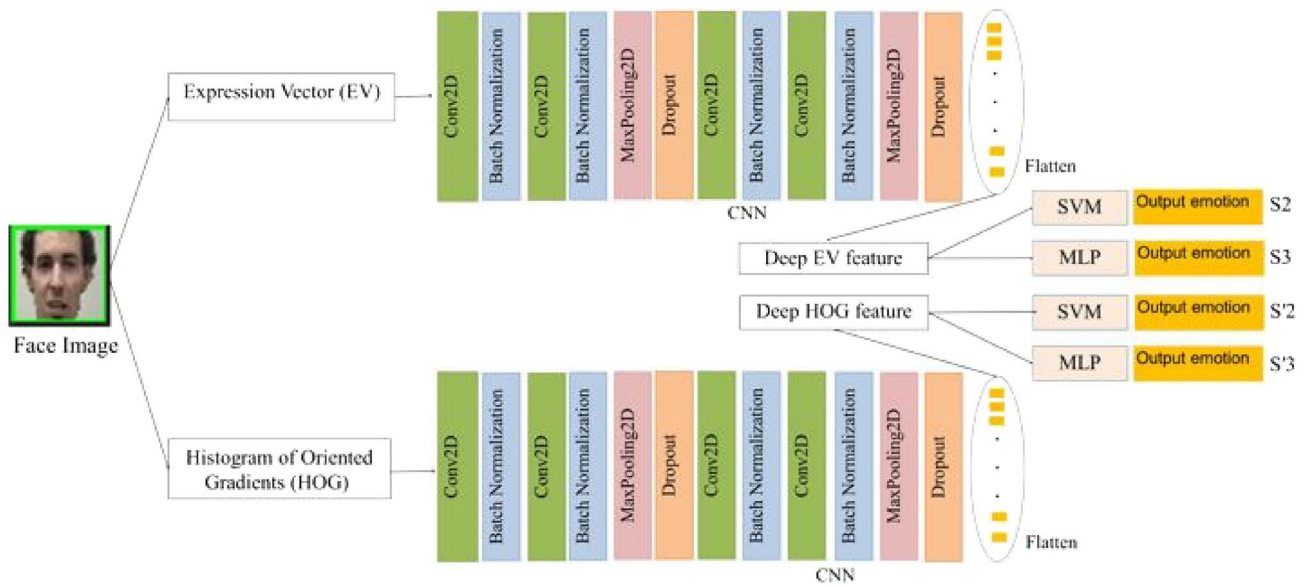 Expression Vector (EV)
Conv2D
Batch Normalization
Conv2D
Batch Normalization
MaxPooling2D
Dropout
Conv2D
Batch Normalization
Conv2D
Batch Normalization
MaxPooling2D
Dropout
Flatten
CNN
Deep EV feature
SVM
Output emotion
S2
MLP
Output emotion
S3
Face Image
Deep HOG feature
SVM
Output emotion
S'2
MLP
Output emotion
S'3
Histogram of Oriented
Gradients (HOG)
Conv2D
Batch Normalization
Conv2D
Batch Normalization
MaxPooling2D
Dropout
Conv2D
Batch Normalization
Conv2D
Batch Normalization
MaxPooling2D
Dropout
Flatten
CNN